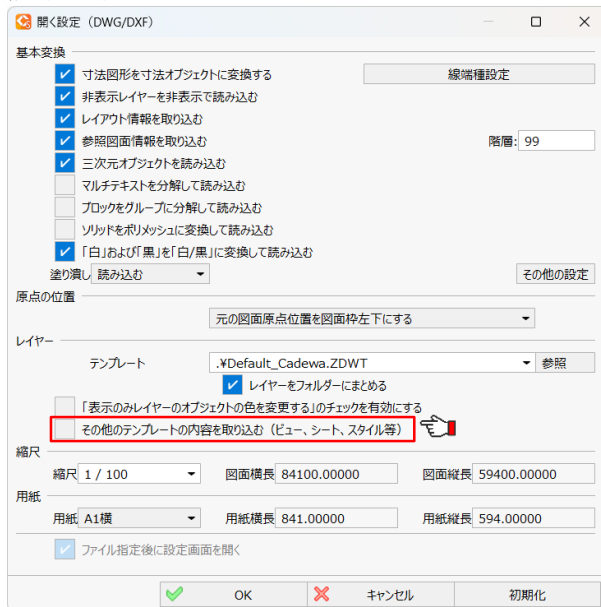 開く設定（DWG/DXF）
基本変換
寸法図形を寸法オブジェクトに変換する
線端種設定
非表示レイヤーを非表示で読み込む
レイアウト情報を取り込む
参照図面情報を取り込む
階層: 99
三次元オブジェクトを読み込む
マルチテキストを分解して読み込む
ブロックをグループに分解して読み込む
ソリッドをポリメッシュに変換して読み込む
「白」および「黒」を「白/黒」に変換して読み込む
塗り潰し 読み込む
その他の設定
原点の位置
元の図面原点位置を図面枠左下にする
レイヤー
テンプレート .¥Default_Cadewa.ZDWT 参照
レイヤーをフォルダーにまとめる
「表示のみレイヤーのオブジェクトの色を変更する」のチェックを有効にする
その他のテンプレートの内容を取り込む（ビュー、シート、スタイル等）
縮尺
縮尺 1 / 100 図面横長 84100.00000 図面縦長 59400.00000
用紙
用紙 A1横 用紙横長 841.00000 用紙縦長 594.00000
ファイル指定後に設定画面を開く
OK キャンセル 初期化